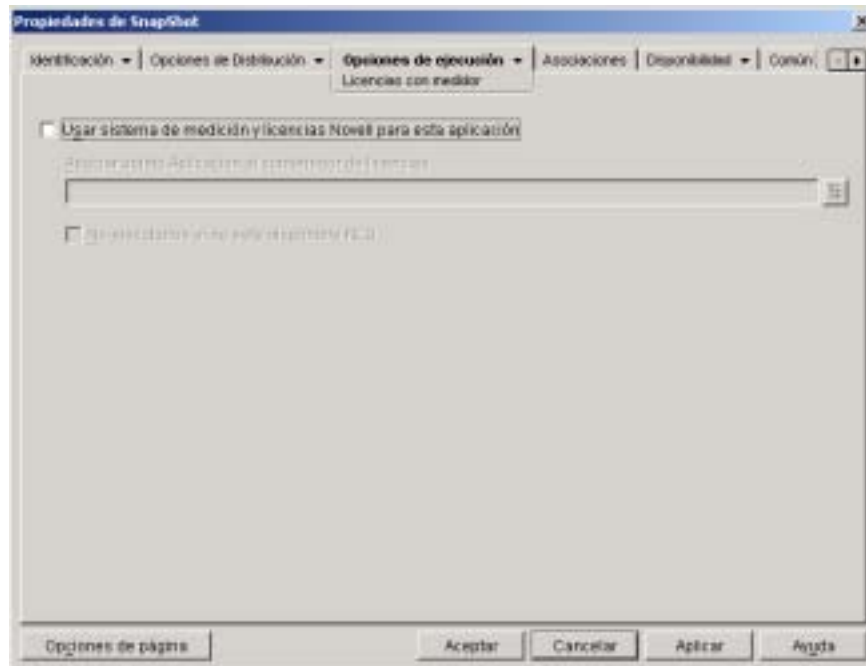 Propiedades de SnapShot
Identificación | Opciones de Distribución | Opciones de ejecución | Asociaciones | Disponibilidad | Común
Licencias con medidor
Usar sistema de medición y licencias Novell para esta aplicación
Opciones de página
Aceptar
Cancelar
Aplicar
Ayuda